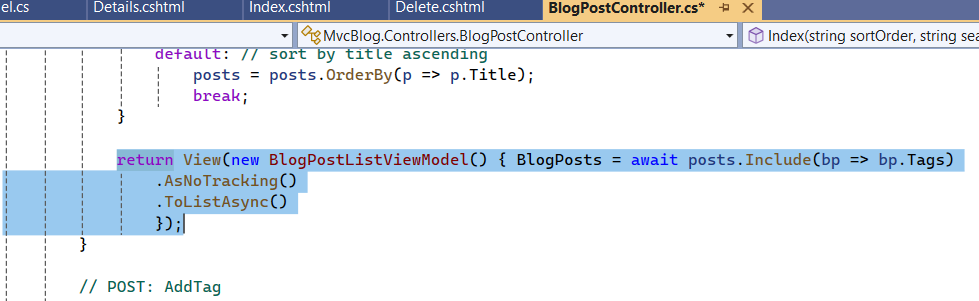 el.cs Details.cshtml Index.cshtml Delete.cshtml BlogPostController.cs*
MvcBlog.Controllers.BlogPostController Index(string sortOrder, string sea
default: // sort by title ascending
posts = posts.OrderBy(p => p.Title);
break;
}
return View(new BlogPostListViewModel() { BlogPosts = await posts.Include(bp => bp.Tags)
.AsNoTracking()
.ToListAsync()
});
}
// POST: AddTag